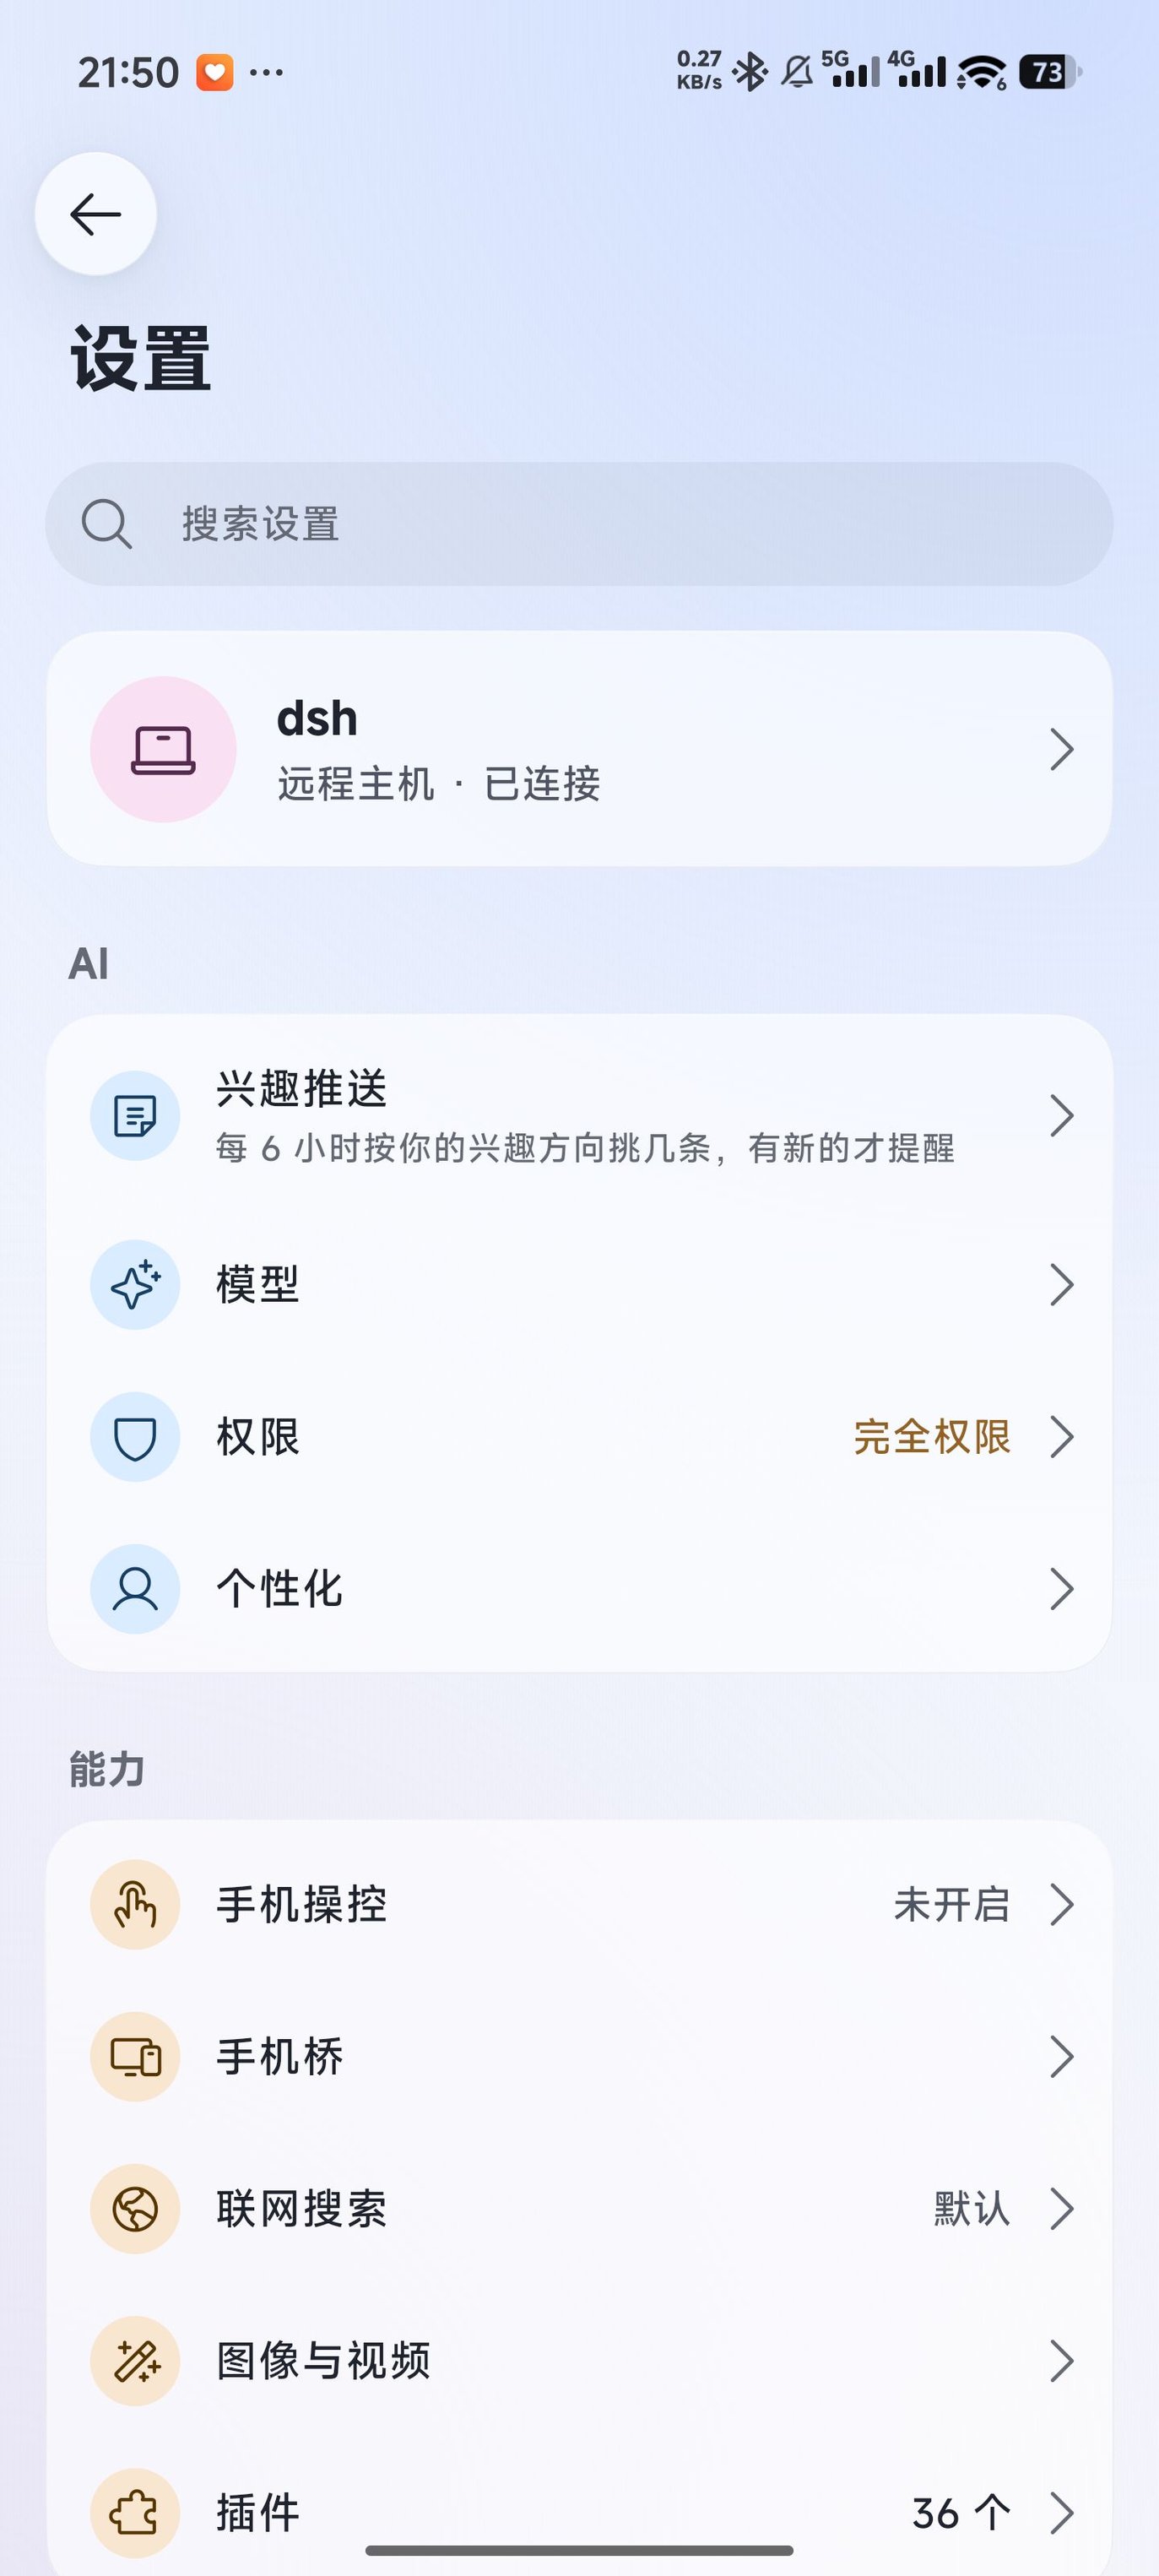 21:50
0.27 KB/s
5G
4G
6
73
设置
搜索设置
dsh
远程主机 · 已连接
AI
兴趣推送
每 6 小时按你的兴趣方向挑几条，有新的才提醒
模型
权限 完全权限
个性化
能力
手机操控 未开启
手机桥
联网搜索 默认
图像与视频
插件 36 个